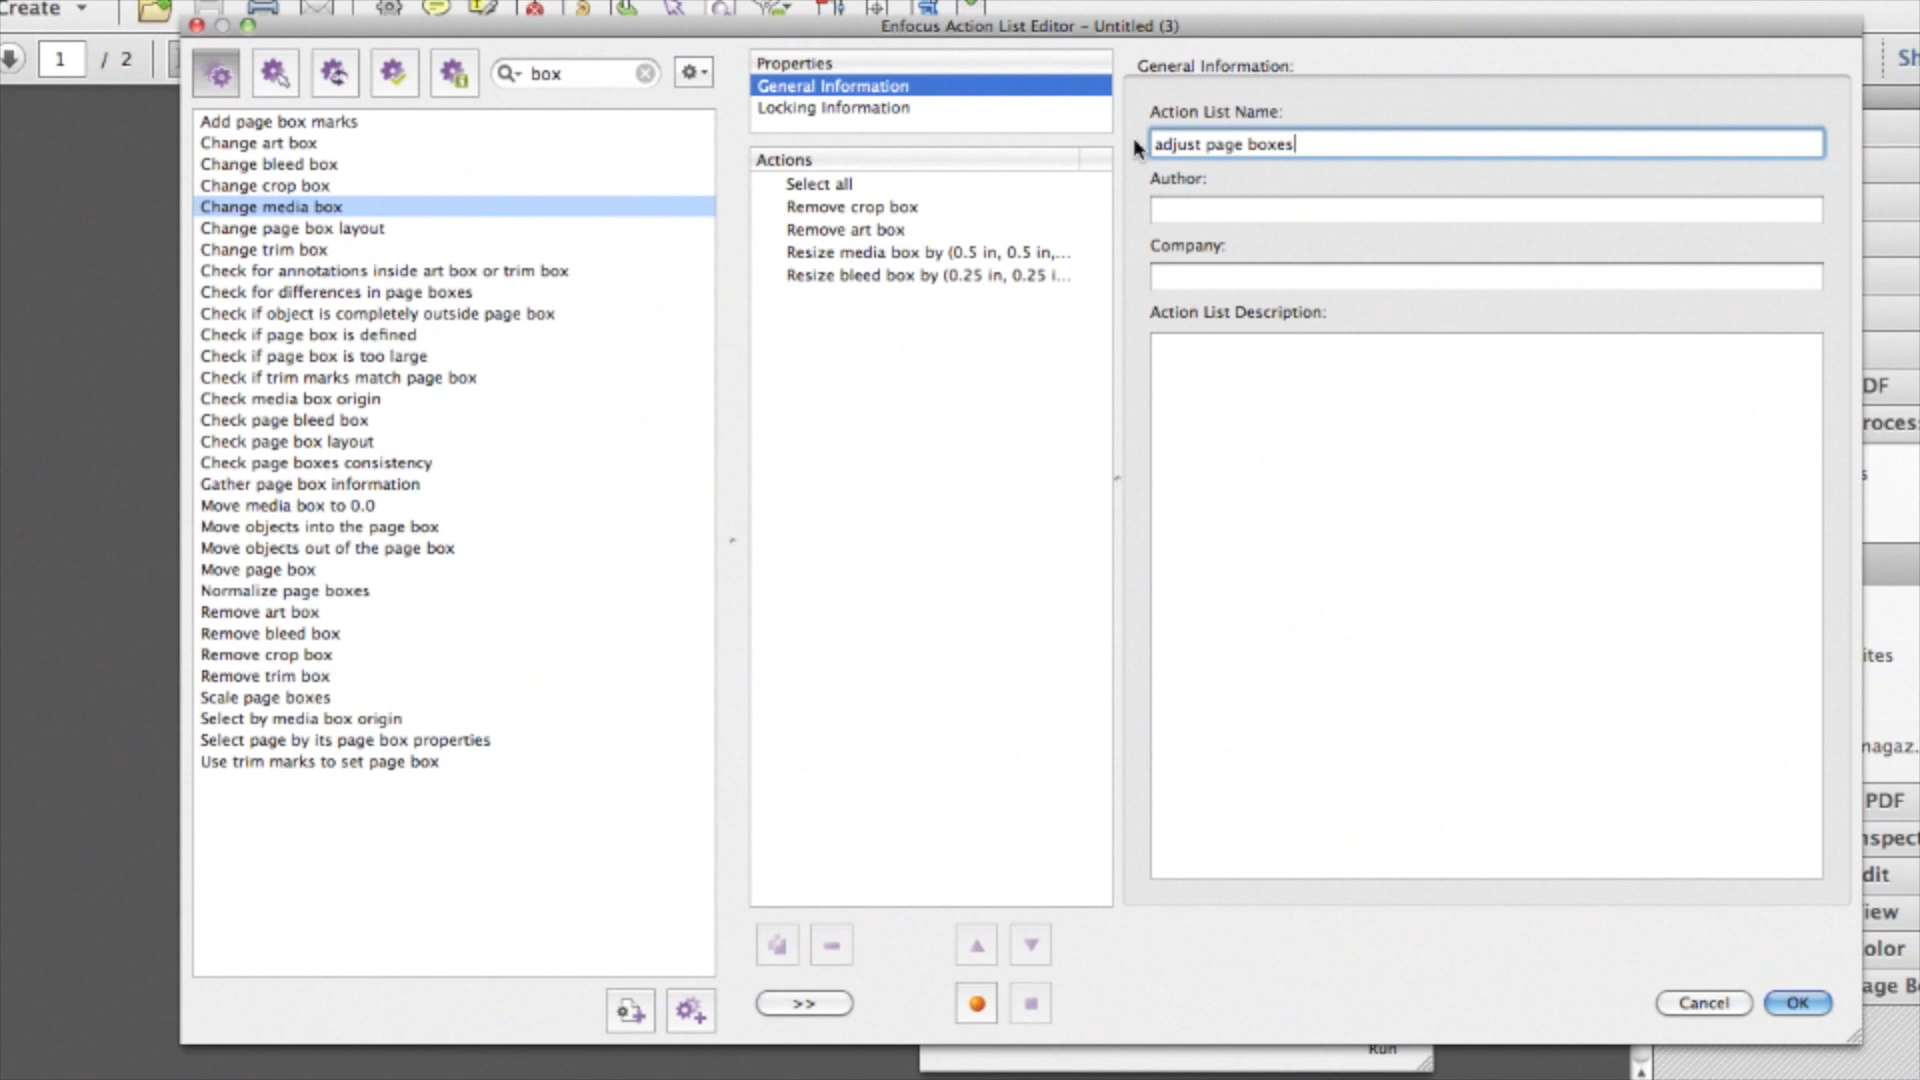 Create
Enfocus Action List Editor - Untitled (3)
1 / 2
Sh
box
Add page box marks
Change art box
Change bleed box
Change crop box
Change media box
Change page box layout
Change trim box
Check for annotations inside art box or trim box
Check for differences in page boxes
Check if object is completely outside page box
Check if page box is defined
Check if page box is too large
Check if trim marks match page box
Check media box origin
Check page bleed box
Check page box layout
Check page boxes consistency
Gather page box information
Move media box to 0.0
Move objects into the page box
Move objects out of the page box
Move page box
Normalize page boxes
Remove art box
Remove bleed box
Remove crop box
Remove trim box
Scale page boxes
Select by media box origin
Select page by its page box properties
Use trim marks to set page box
Properties
General Information
Locking Information
Actions
Select all
Remove crop box
Remove art box
Resize media box by (0.5 in, 0.5 in,...
Resize bleed box by (0.25 in, 0.25 i...
>>
General Information:
Action List Name:
adjust page boxes
Author:
Company:
Action List Description:
Cancel
OK
DF
roces
ites
nagaz.
PDF
nspect
dit
iew
olor
age B
Run